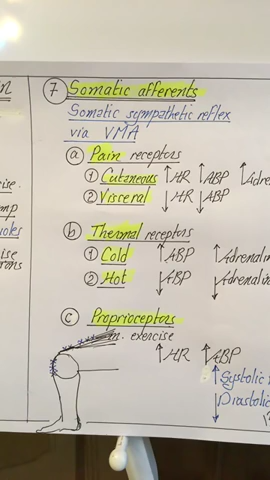 ⑦ Somatic afferents
Somatic sympathetic reflex
via VMA
ⓐ Pain receptors
① Cutaneous ↑HR ↑ABP ↑Adre
② Visceral ↓HR ↓ABP
ⓑ Thermal receptors
① Cold ↑ABP ↑Adrenalin
② Hot ↓ABP ↓Adrenalin
ⓒ Proprioceptors
m. exercise
↑HR ↑ABP
↑Systolic
↓Diastolic